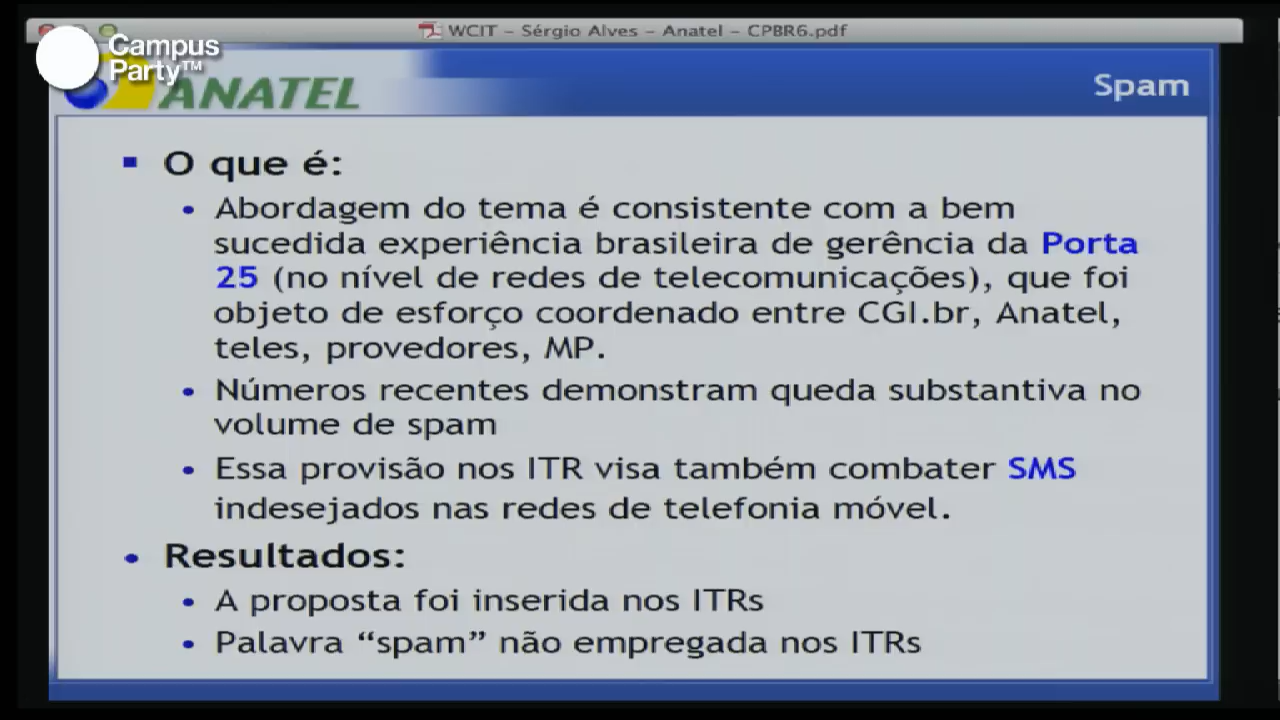 WCIT – Sérgio Alves – Anatel – CPBR6.pdf
Campus
Party™
ANATEL
Spam
O que é:
Abordagem do tema é consistente com a bem
sucedida experiência brasileira de gerência da Porta
25 (no nível de redes de telecomunicações), que foi
objeto de esforço coordenado entre CGI.br, Anatel,
teles, provedores, MP.
Números recentes demonstram queda substantiva no
volume de spam
Essa provisão nos ITR visa também combater SMS
indesejados nas redes de telefonia móvel.
Resultados:
A proposta foi inserida nos ITRs
Palavra “spam” não empregada nos ITRs